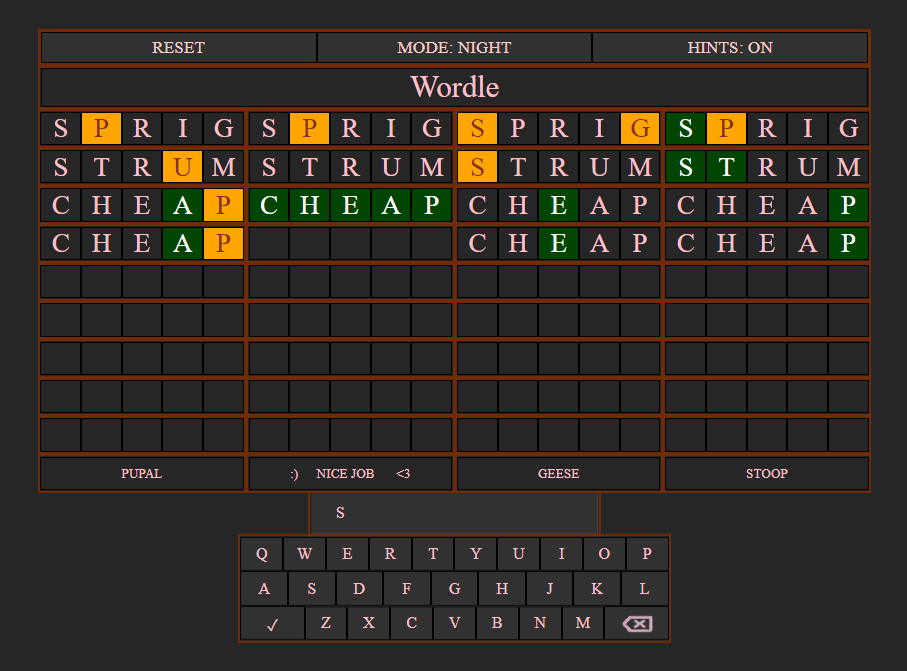 RESET MODE: NIGHT HINTS: ON
Wordle
S P R I G S P R I G S P R I G S P R I G
S T R U M S T R U M S T R U M S T R U M
C H E A P C H E A P C H E A P C H E A P
C H E A P C H E A P C H E A P
PUPAL :) NICE JOB <3 GEESE STOOP
S
Q W E R T Y U I O P
A S D F G H J K L
✓ Z X C V B N M